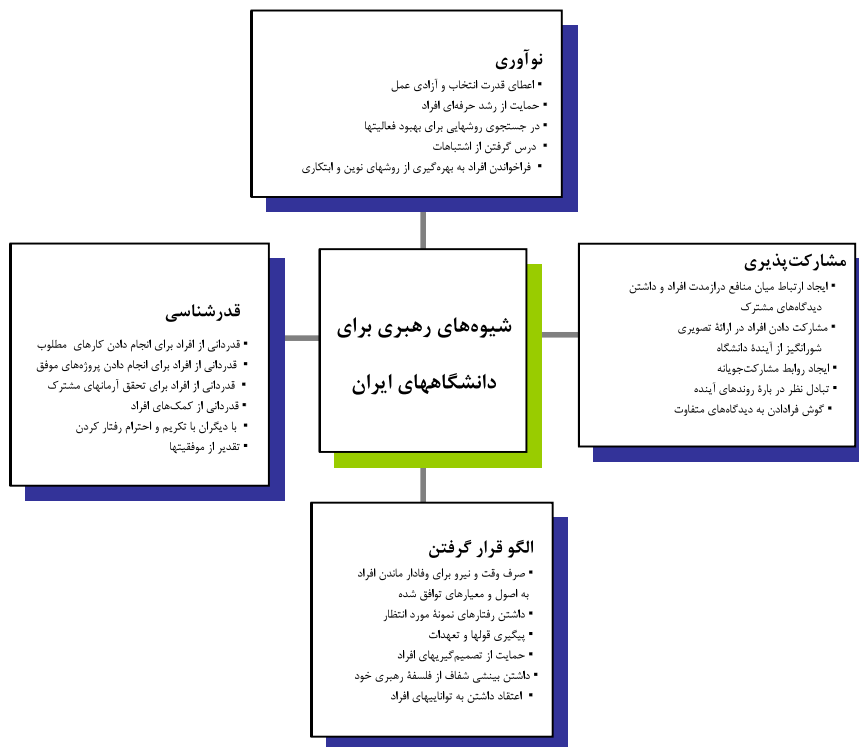 نوآوری
▪ اعطای قدرت انتخاب و آزادی عمل
▪ حمایت از رشد حرفه‌ای افراد
▪ در جستجوی روشهایی برای بهبود فعالیتها
▪ درس گرفتن از اشتباهات
▪ فراخواندن افراد به بهره‌گیری از روشهای نوین و ابتکاری
مشارکت‌پذیری
▪ ایجاد ارتباط میان منافع درازمدت افراد و داشتن
دیدگاه‌های مشترک
▪ مشارکت دادن افراد در ارائهٔ تصویری
شورانگیز از آیندهٔ دانشگاه
▪ ایجاد روابط مشارکت‌جویانه
▪ تبادل نظر در بارهٔ روندهای آینده
▪ گوش فرادادن به دیدگاه‌های متفاوت
شیوه‌های رهبری برای
دانشگاههای ایران
قدرشناسی
▪ قدردانی از افراد برای انجام دادن کارهای مطلوب
▪ قدردانی از افراد برای انجام دادن پروژه‌های موفق
▪ قدردانی از افراد برای تحقق آرمانهای مشترک
▪ قدردانی از کمک‌های افراد
▪ با دیگران با تکریم و احترام رفتار کردن
▪ تقدیر از موفقیتها
الگو قرار گرفتن
▪ صرف وقت و نیرو برای وفادار ماندن افراد
به اصول و معیارهای توافق شده
▪ داشتن رفتارهای نمونهٔ مورد انتظار
▪ پیگیری قولها و تعهدات
▪ حمایت از تصمیم‌گیریهای افراد
▪ داشتن بینشی شفاف از فلسفهٔ رهبری خود
▪ اعتقاد داشتن به تواناییهای افراد